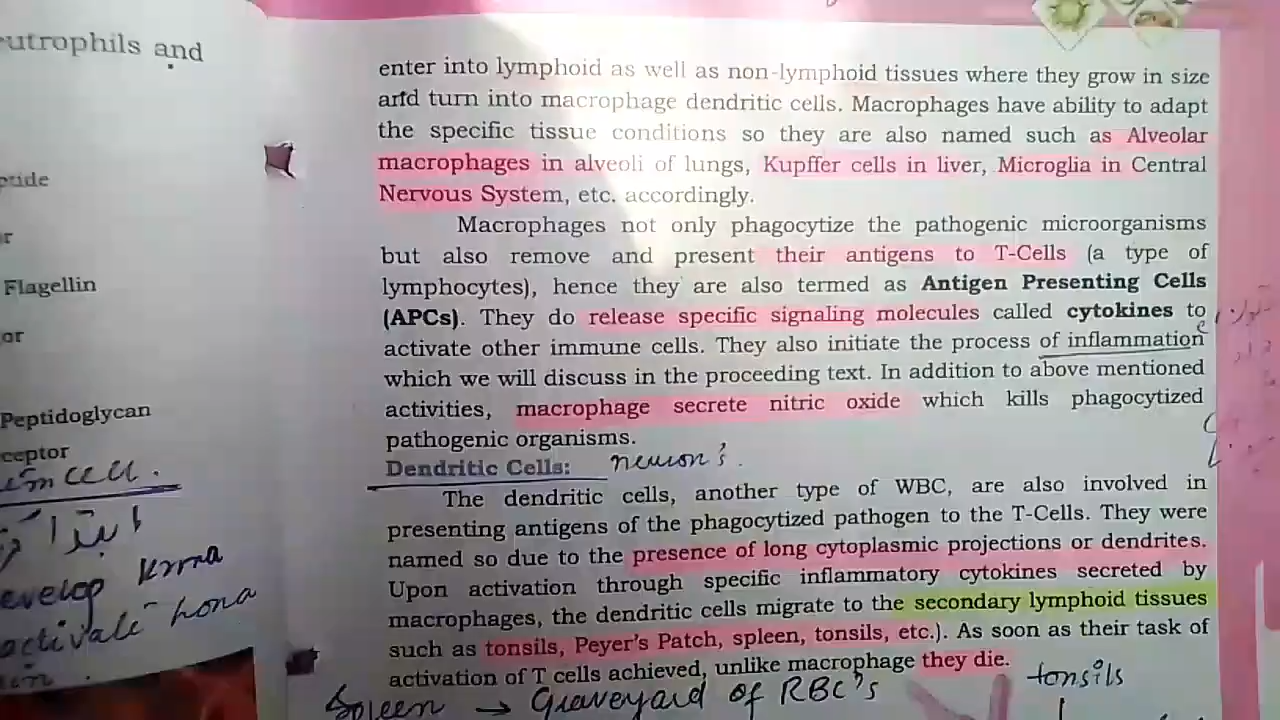 eutrophils and
ptide
r
Flagellin
or
Peptidoglycan
ceptor
ابتدا
evelop krna
activate hona
enter into lymphoid as well as non-lymphoid tissues where they grow in size
and turn into macrophage dendritic cells. Macrophages have ability to adapt
the specific tissue conditions so they are also named such as Alveolar
macrophages in alveoli of lungs, Kupffer cells in liver, Microglia in Central
Nervous System, etc. accordingly.
Macrophages not only phagocytize the pathogenic microorganisms
but also remove and present their antigens to T-Cells (a type of
lymphocytes), hence they are also termed as Antigen Presenting Cells
(APCs). They do release specific signaling molecules called cytokines to
activate other immune cells. They also initiate the process of inflammation
which we will discuss in the proceeding text. In addition to above mentioned
activities, macrophage secrete nitric oxide which kills phagocytized
pathogenic organisms.
Dendritic Cells: neuron
The dendritic cells, another type of WBC, are also involved in
presenting antigens of the phagocytized pathogen to the T-Cells. They were
named so due to the presence of long cytoplasmic projections or dendrites.
Upon activation through specific inflammatory cytokines secreted by
macrophages, the dendritic cells migrate to the secondary lymphoid tissues
such as tonsils, Peyer's Patch, spleen, tonsils, etc.). As soon as their task of
activation of T cells achieved, unlike macrophage they die.
Spleen → Graveyard of RBC's
tonsils